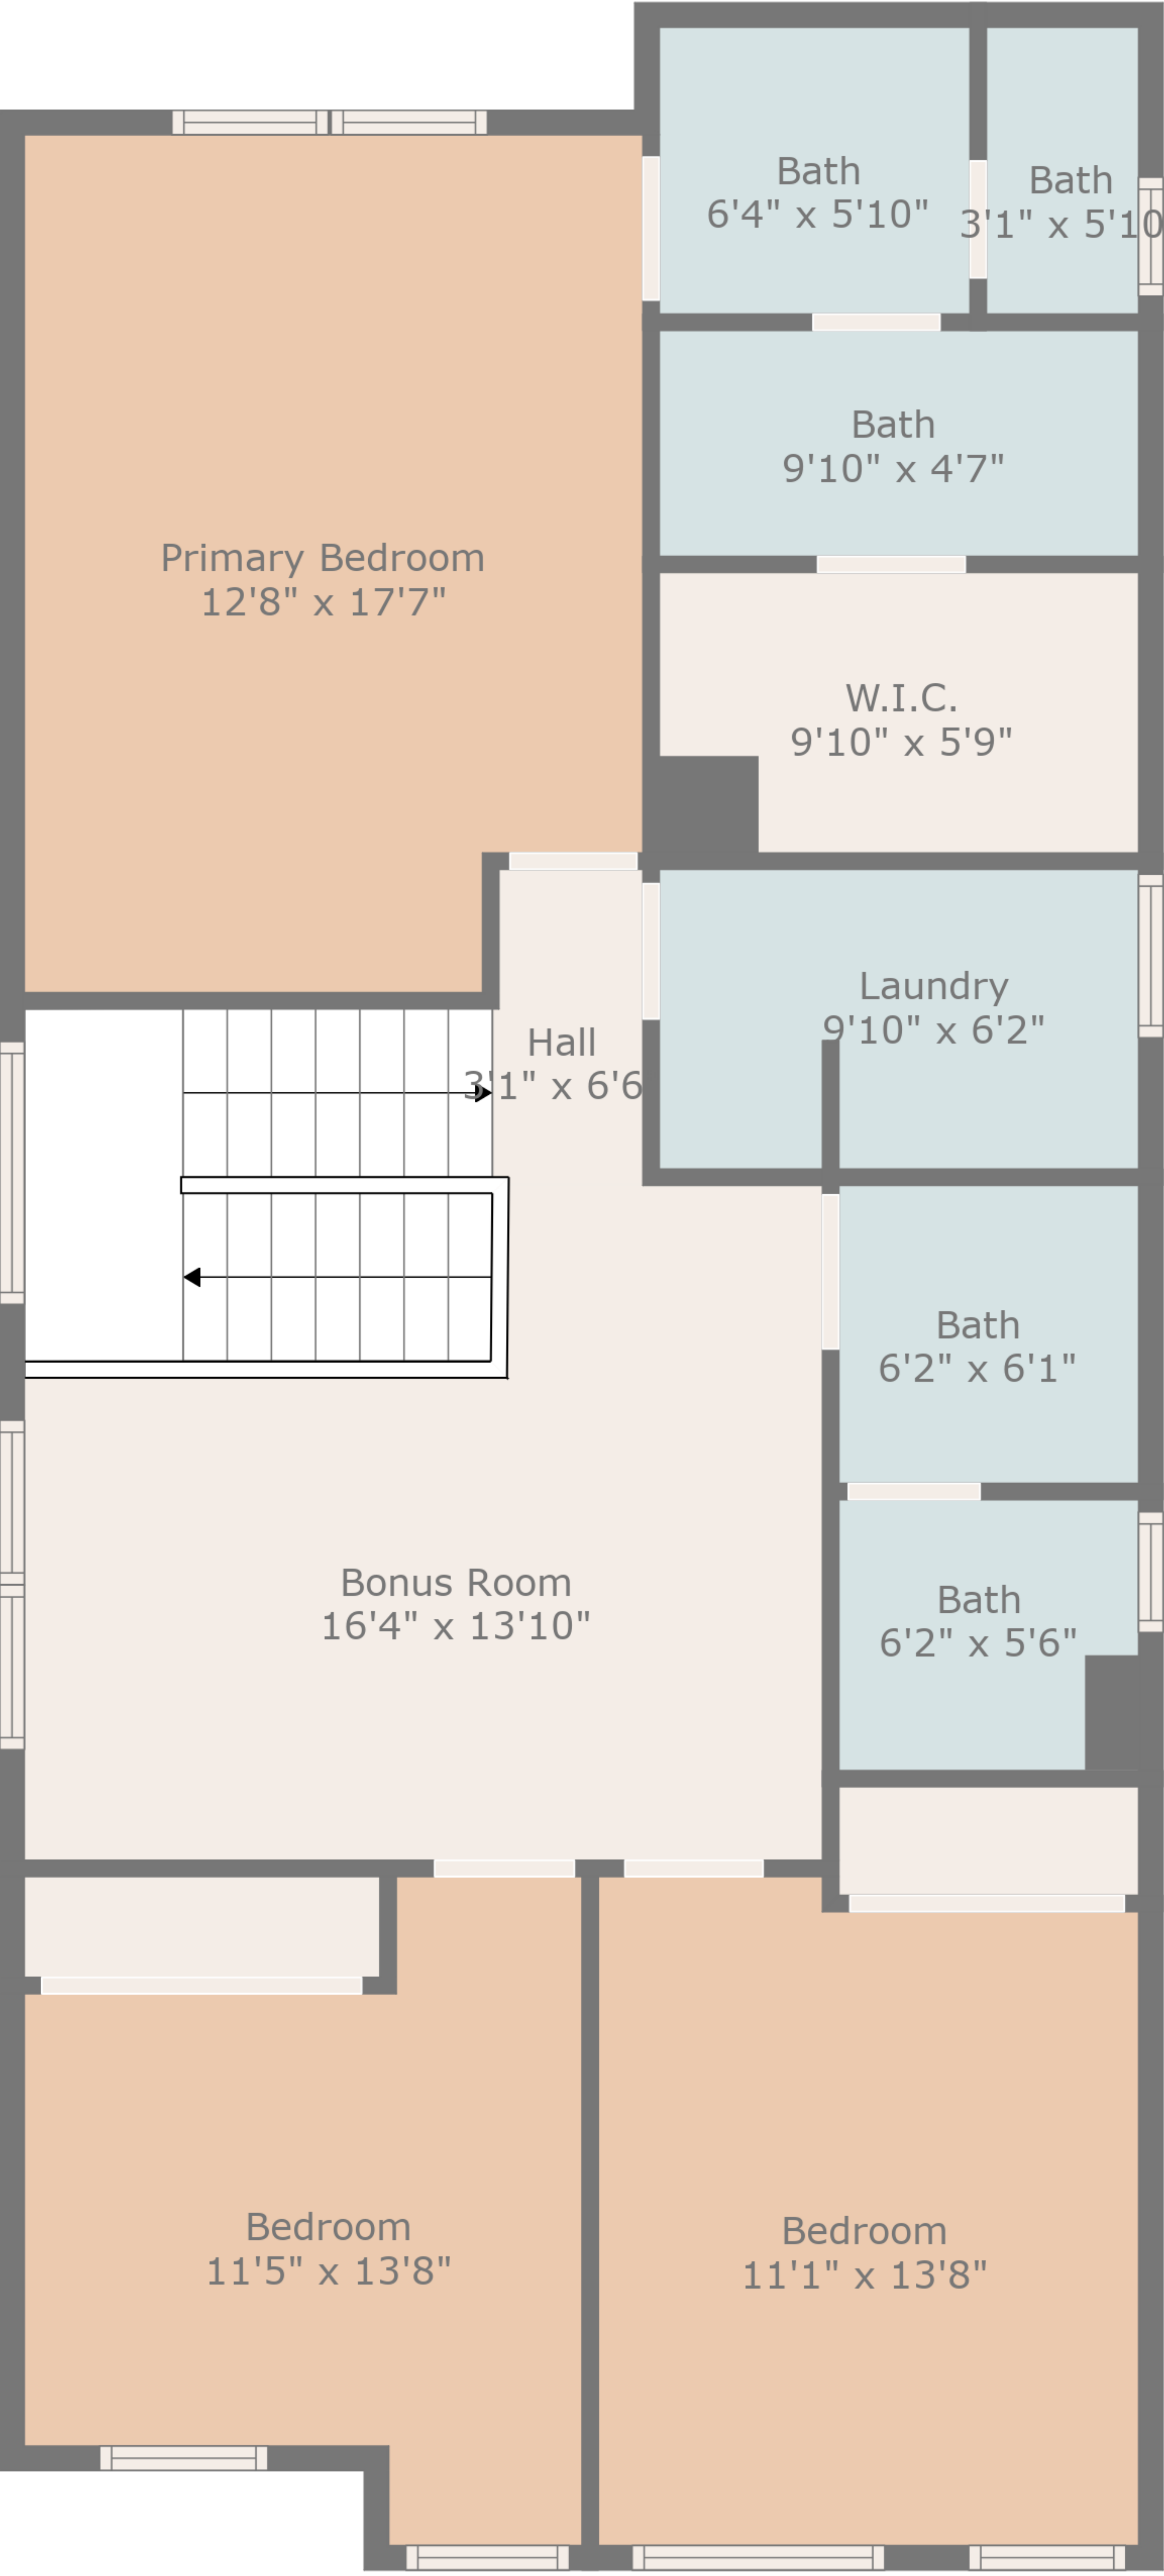 Bath
6'4" x 5'10"
Bath
3'1" x 5'10
Bath
9'10" x 4'7"
Primary Bedroom
12'8" x 17'7"
W.I.C.
9'10" x 5'9"
Laundry
9'10" x 6'2"
Hall
3'1" x 6'6
Bath
6'2" x 6'1"
Bonus Room
16'4" x 13'10"
Bath
6'2" x 5'6"
Bedroom
11'5" x 13'8"
Bedroom
11'1" x 13'8"